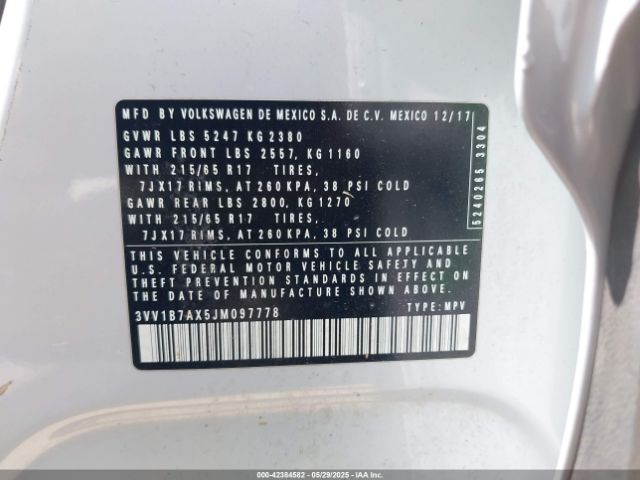 MFD BY VOLKSWAGEN DE MEXICO S.A. DE C.V. MEXICO 12/17
GVWR LBS 5247 KG 2380
GAWR FRONT LBS 2557, KG 1160
WITH 215/65 R17 TIRES,
7JX17 RIMS, AT 260 KPA, 38 PSI COLD
GAWR REAR LBS 2800, KG 1270
WITH 215/65 R17 TIRES,
7JX17 RIMS, AT 260 KPA, 38 PSI COLD
THIS VEHICLE CONFORMS TO ALL APPLICABLE
U.S. FEDERAL MOTOR VEHICLE SAFETY AND
THEFT PREVENTION STANDARDS IN EFFECT ON
THE DATE OF MANUFACTURE SHOWN ABOVE
3VV1B7AX5JM097778 TYPE: MPV
5240265 3304
000-42384582 - 05/29/2025 - IAAI.com